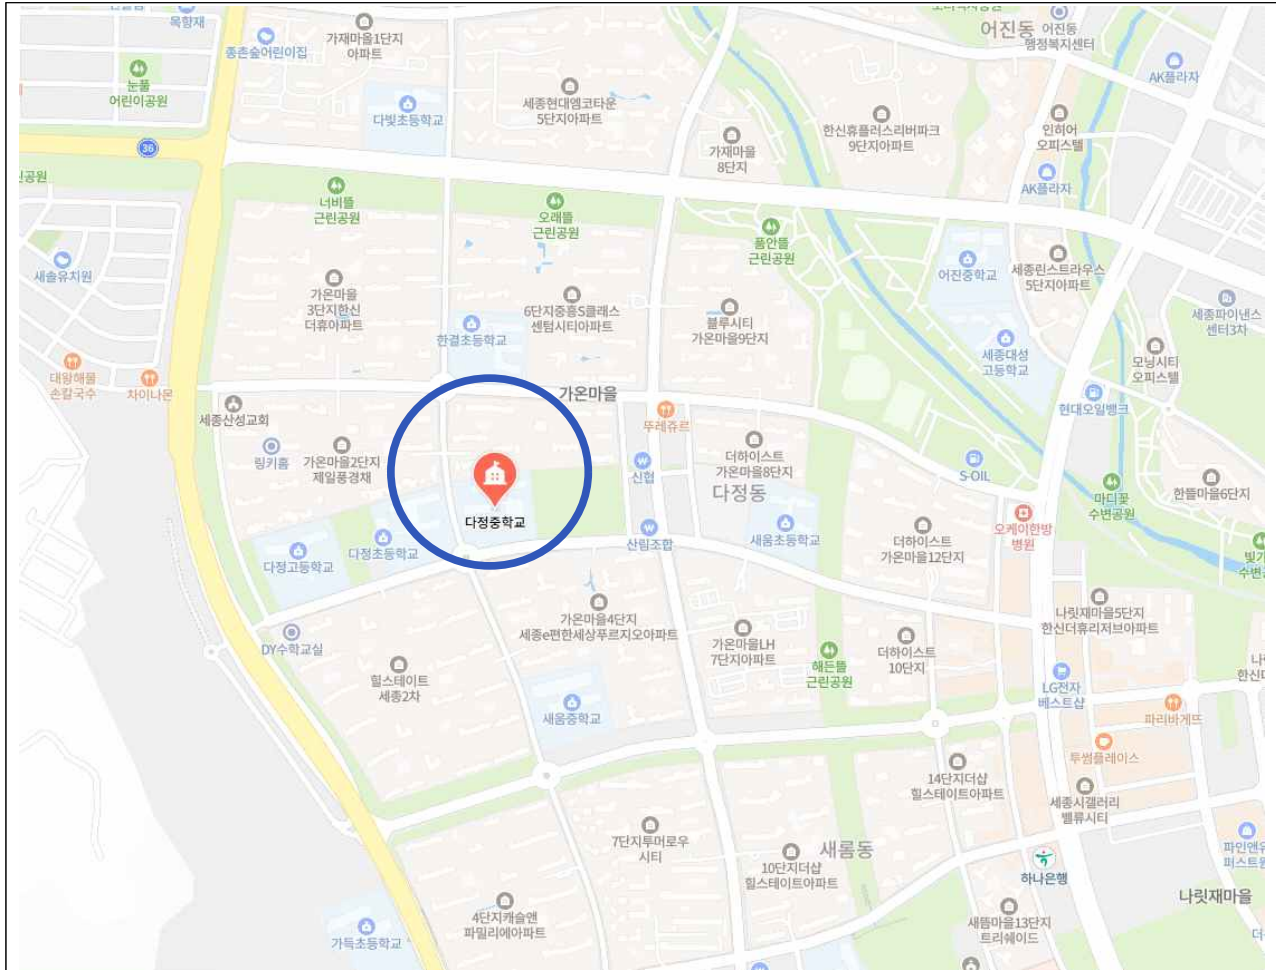 목향재
가재마을1단지
아파트
종촌숲어린이집
어진동
어진동
행정복지센터
AK플라자
눈풀
어린이공원
다빛초등학교
세종현대엠코타운
5단지아파트
한신휴플러스리버파크
9단지아파트
인히어
오피스텔
36
가재마을
8단지
AK플라자
너비뜰
근린공원
오래뜰
근린공원
품안뜰
근린공원
새솔유치원
어진중학교
세종린스트라우스
5단지아파트
가온마을
3단지한신
더휴아파트
6단지중흥S클래스
센텀시티아파트
블루시티
가온마을9단지
세종파이낸스
센터3차
한결초등학교
세종대성
고등학교
모닝시티
오피스텔
대왕해물
손칼국수
차이나몬
가온마을
현대오일뱅크
세종산성교회
뚜레쥬르
링키홈
가온마을2단지
제일풍경채
신협
더하이스트
가온마을8단지
S-OIL
다정동
마디꽃
수변공원
한뜰마을6단지
다정중학교
오케이한방
병원
다정고등학교
다정초등학교
산림조합
새움초등학교
더하이스트
가온마을12단지
가온마을4단지
세종e편한세상푸르지오아파트
나릿재마을5단지
한신더휴리저브아파트
DY수학교실
가온마을LH
7단지아파트
해든뜰
근린공원
더하이스트
10단지
힐스테이트
세종2차
LG전자
베스트샵
새움중학교
파리바게뜨
투썸플레이스
14단지더샵
힐스테이트아파트
세종시갤러리
밸류시티
7단지투머로우
시티
새롬동
10단지더샵
힐스테이트아파트
하나은행
나릿재마을
4단지캐슬앤
파밀리에아파트
새뜸마을13단지
트리쉐이드
가득초등학교